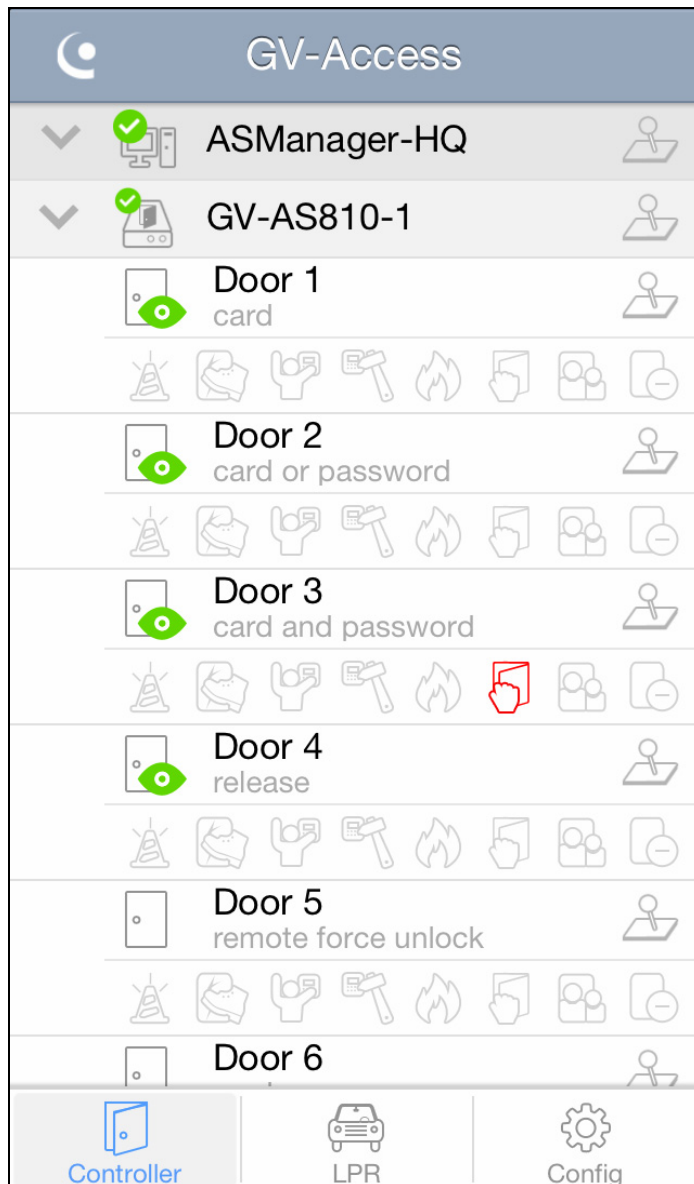 GV-Access
ASManager-HQ
GV-AS810-1
Door 1
card
Door 2
card or password
Door 3
card and password
Door 4
release
Door 5
remote force unlock
Door 6
Controller
LPR
Config